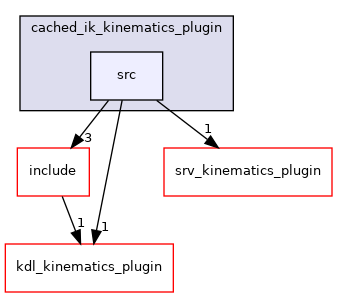 cached_ik_kinematics_plugin
src
3
1
include
srv_kinematics_plugin
1
1
kdl_kinematics_plugin